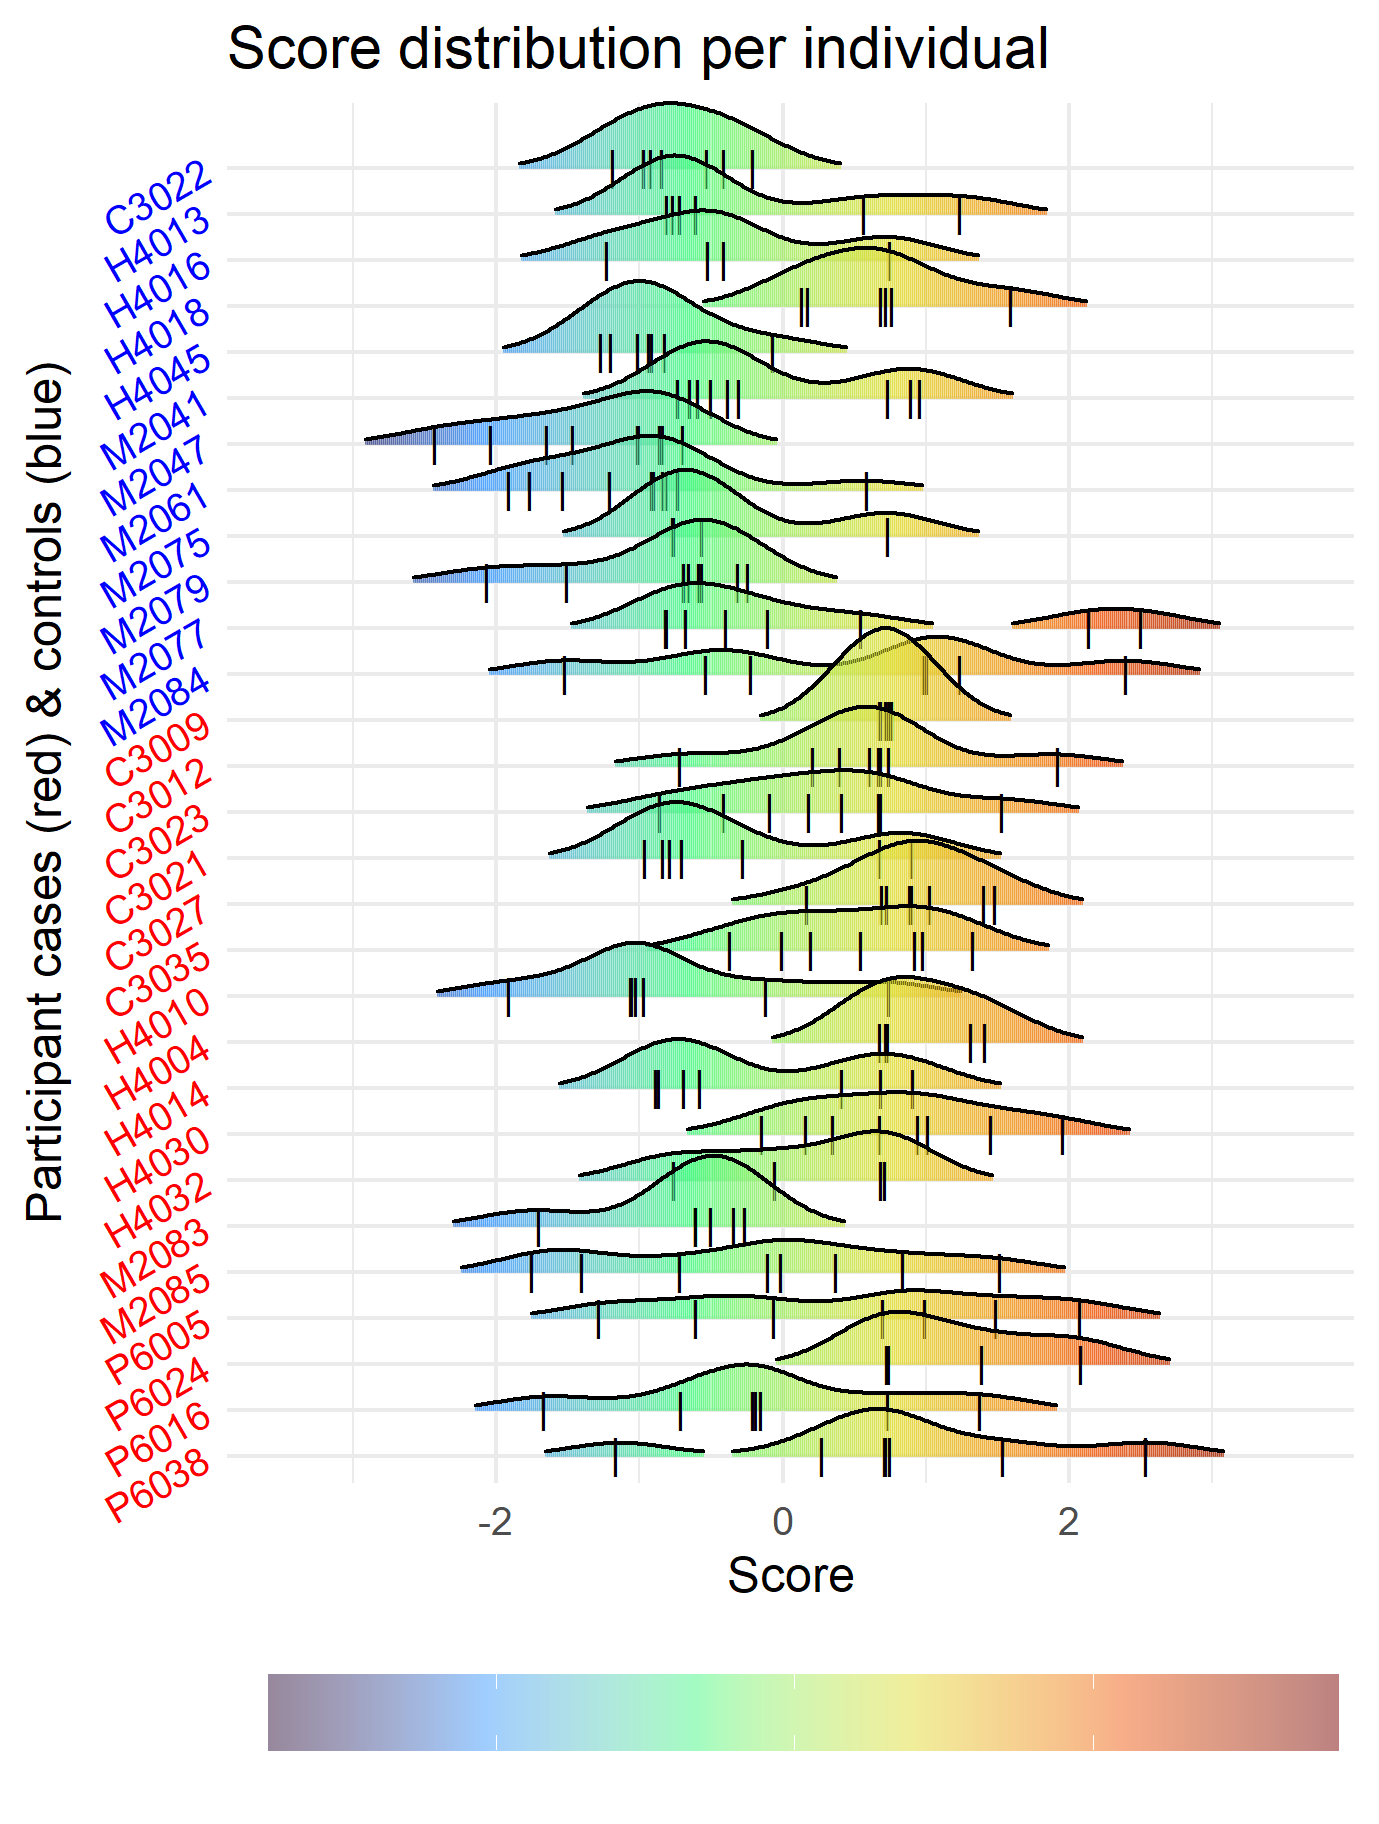 Score distribution per individual
Participant cases (red) & controls (blue)
C3022
H4013
H4016
H4018
H4045
M2041
M2047
M2061
M2075
M2079
M2077
M2084
C3009
C3012
C3023
C3021
C3027
C3035
H4010
H4004
H4014
H4030
H4032
M2083
M2085
P6005
P6024
P6016
P6038
-2 0 2
Score